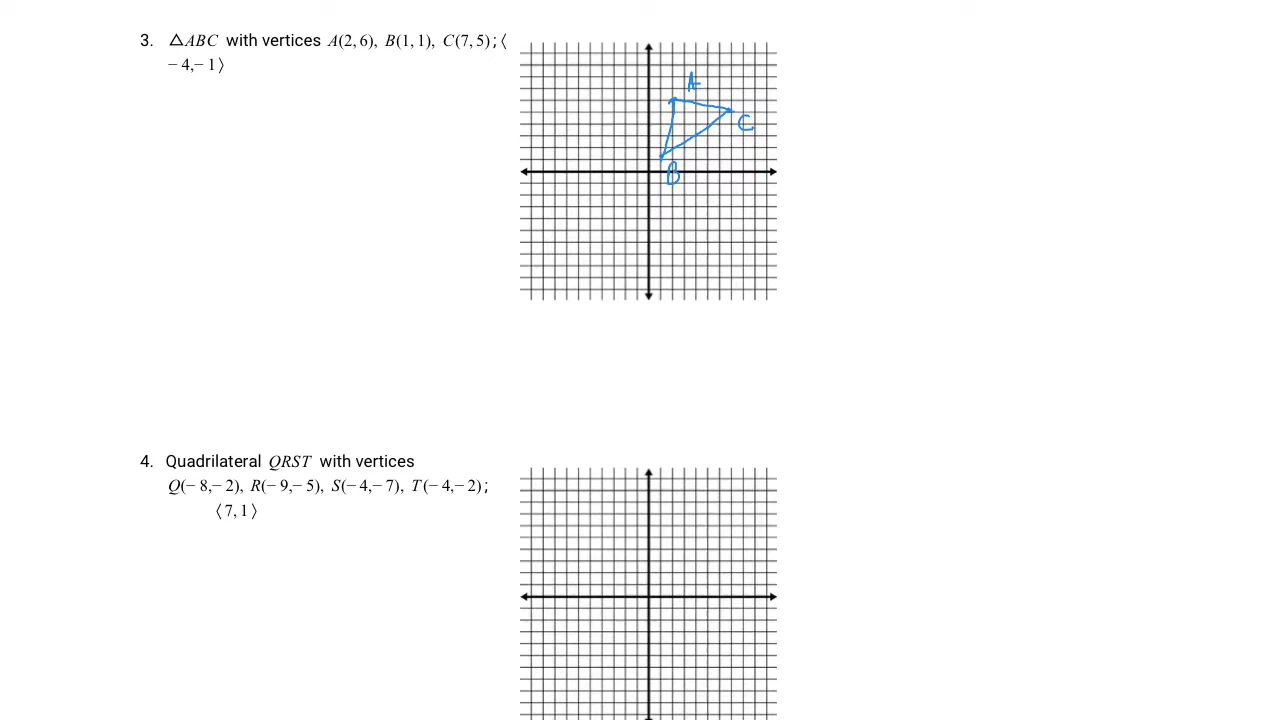 3. △ABC with vertices A(2,6), B(1,1), C(7,5); ⟨
−4,−1⟩
A
C
B
4. Quadrilateral QRST with vertices
Q(−8,−2), R(−9,−5), S(−4,−7), T(−4,−2);
⟨7,1⟩